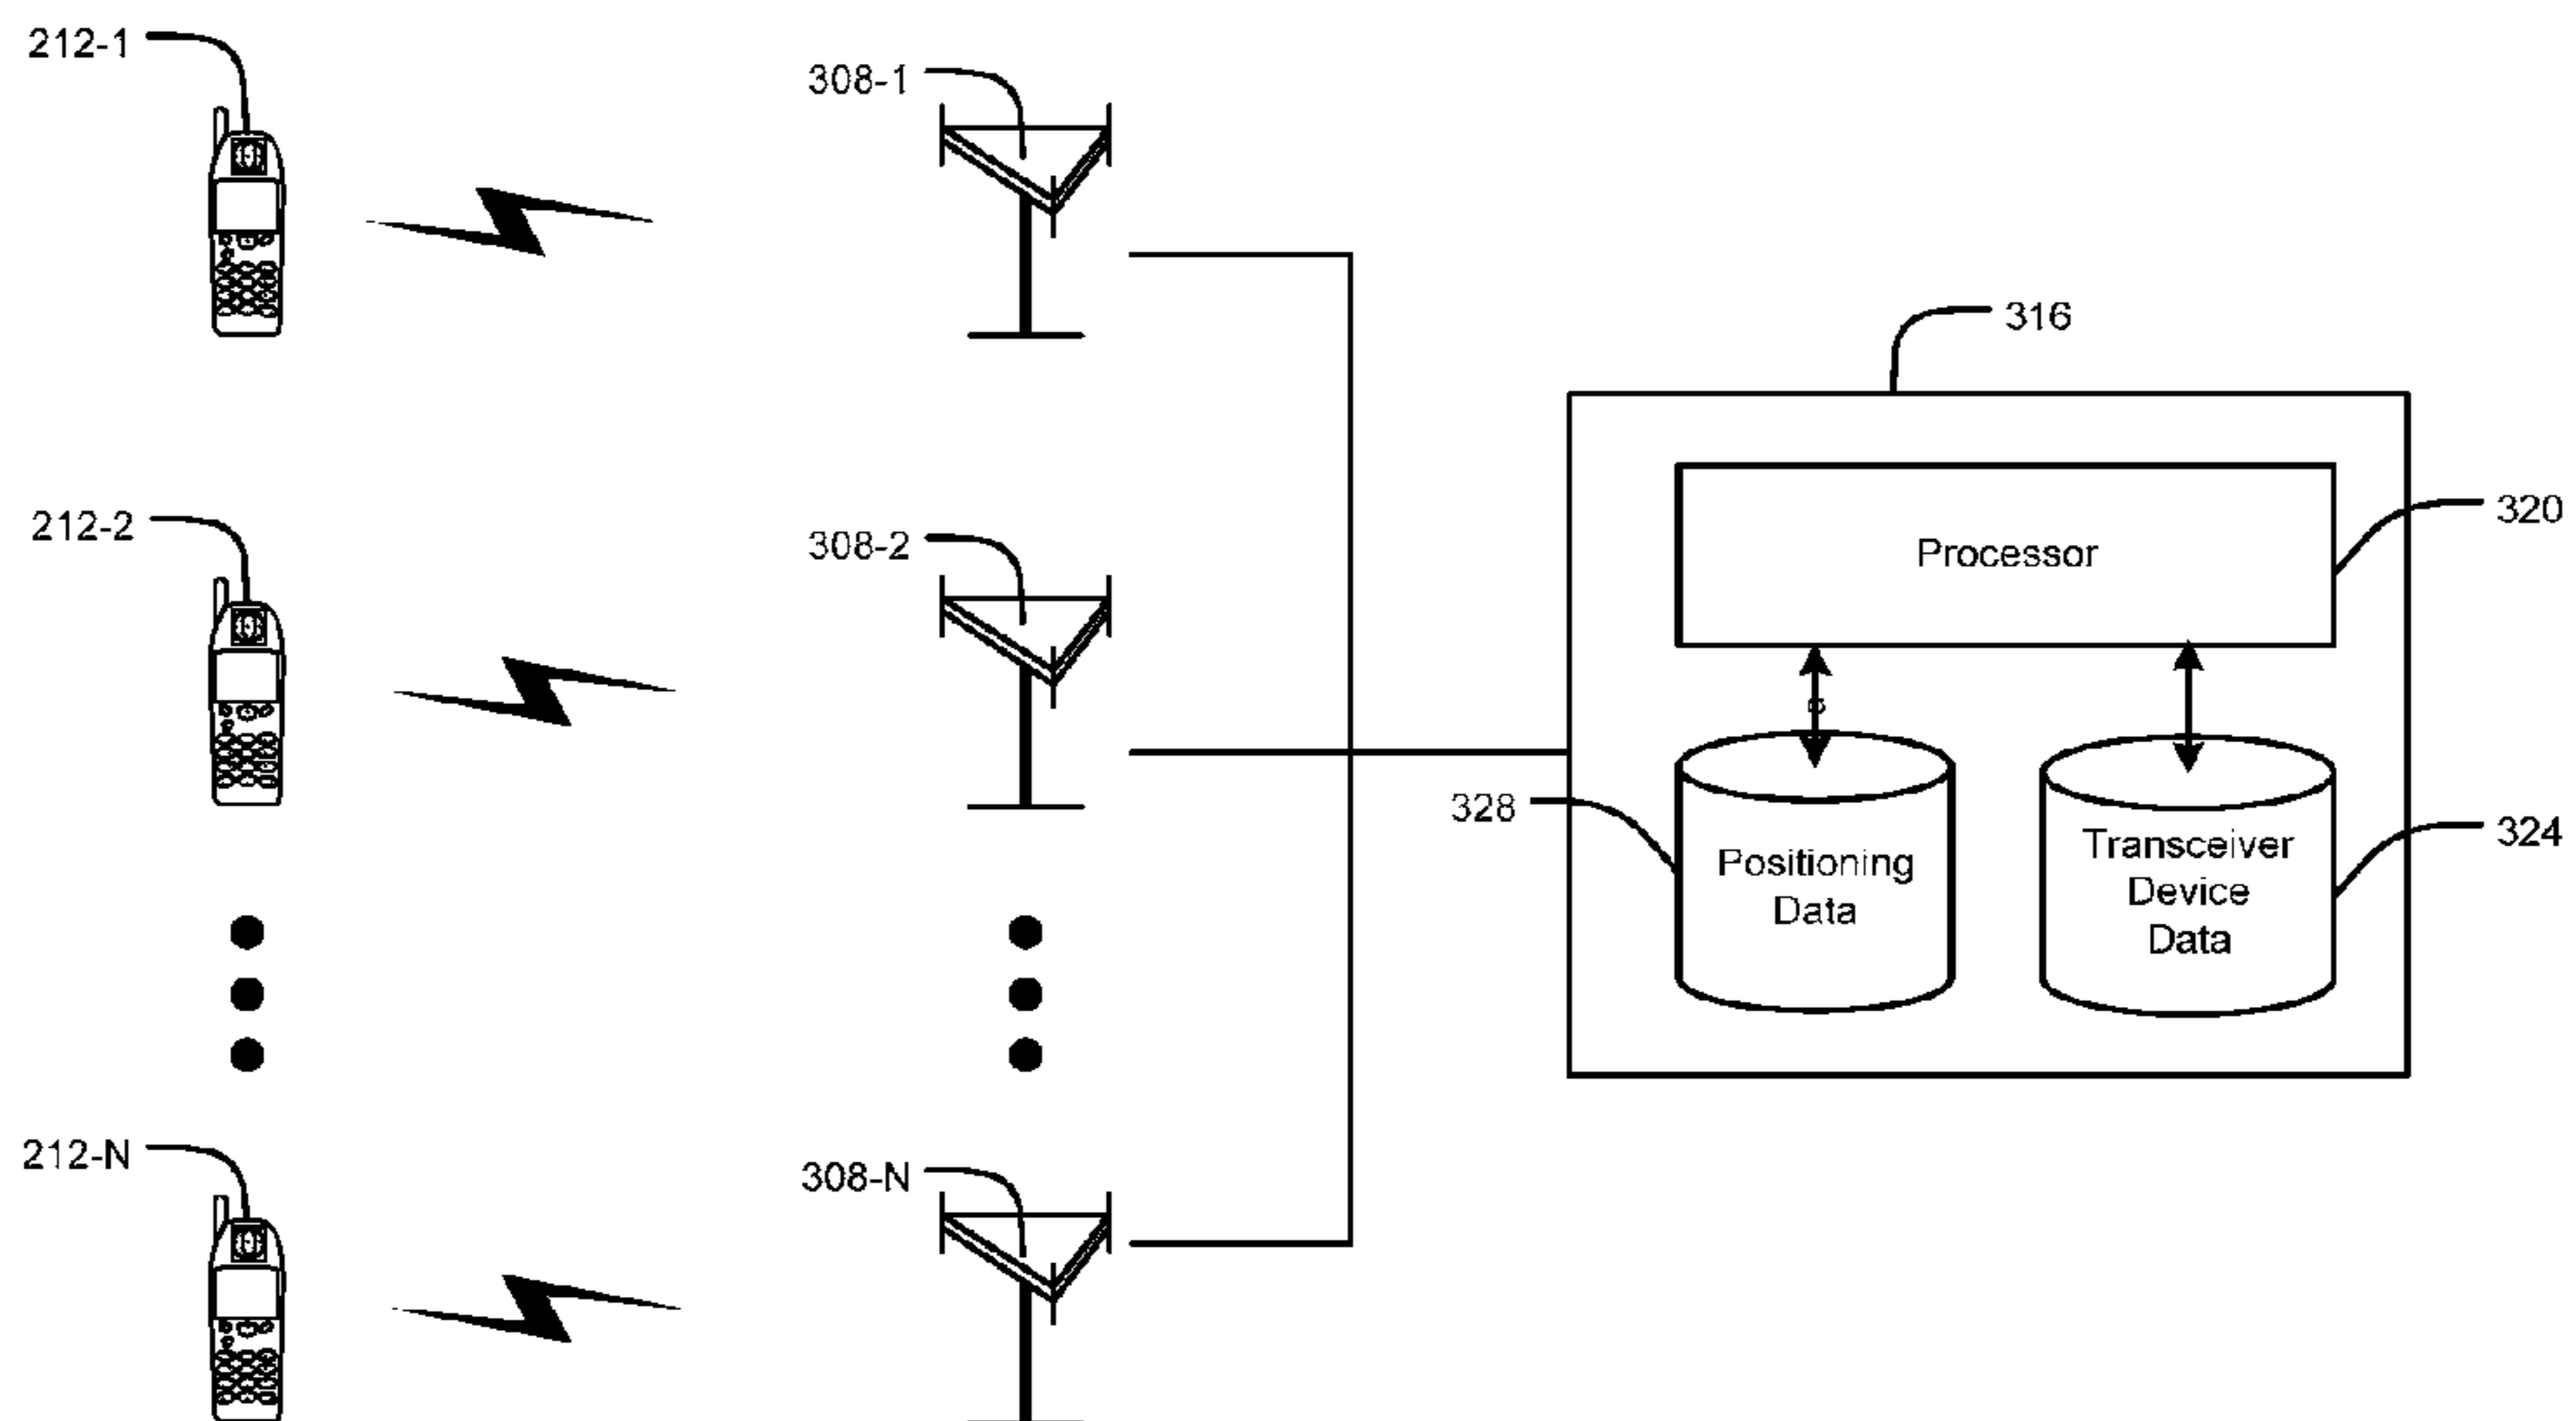 212-1
308-1
316
320
Processor
212-2
308-2
328
Positioning
Data
Transceiver
Device
Data
324
212-N
308-N